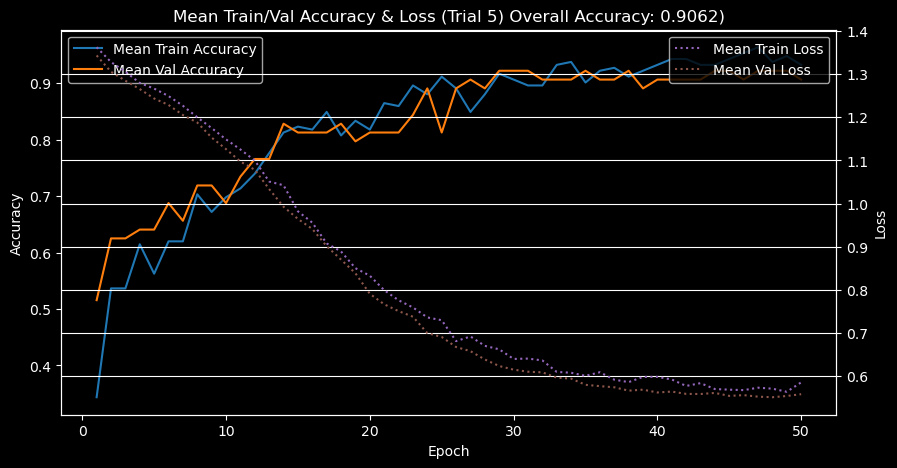 Mean Train/Val Accuracy & Loss (Trial 5) Overall Accuracy: 0.9062)
Mean Train Accuracy
Mean Val Accuracy
Mean Train Loss
Mean Val Loss
Accuracy
0.9
0.8
0.7
0.6
0.5
0.4
1.4
1.3
1.2
1.1
1.0
0.9
0.8
0.7
0.6
Loss
0 10 20 30 40 50
Epoch